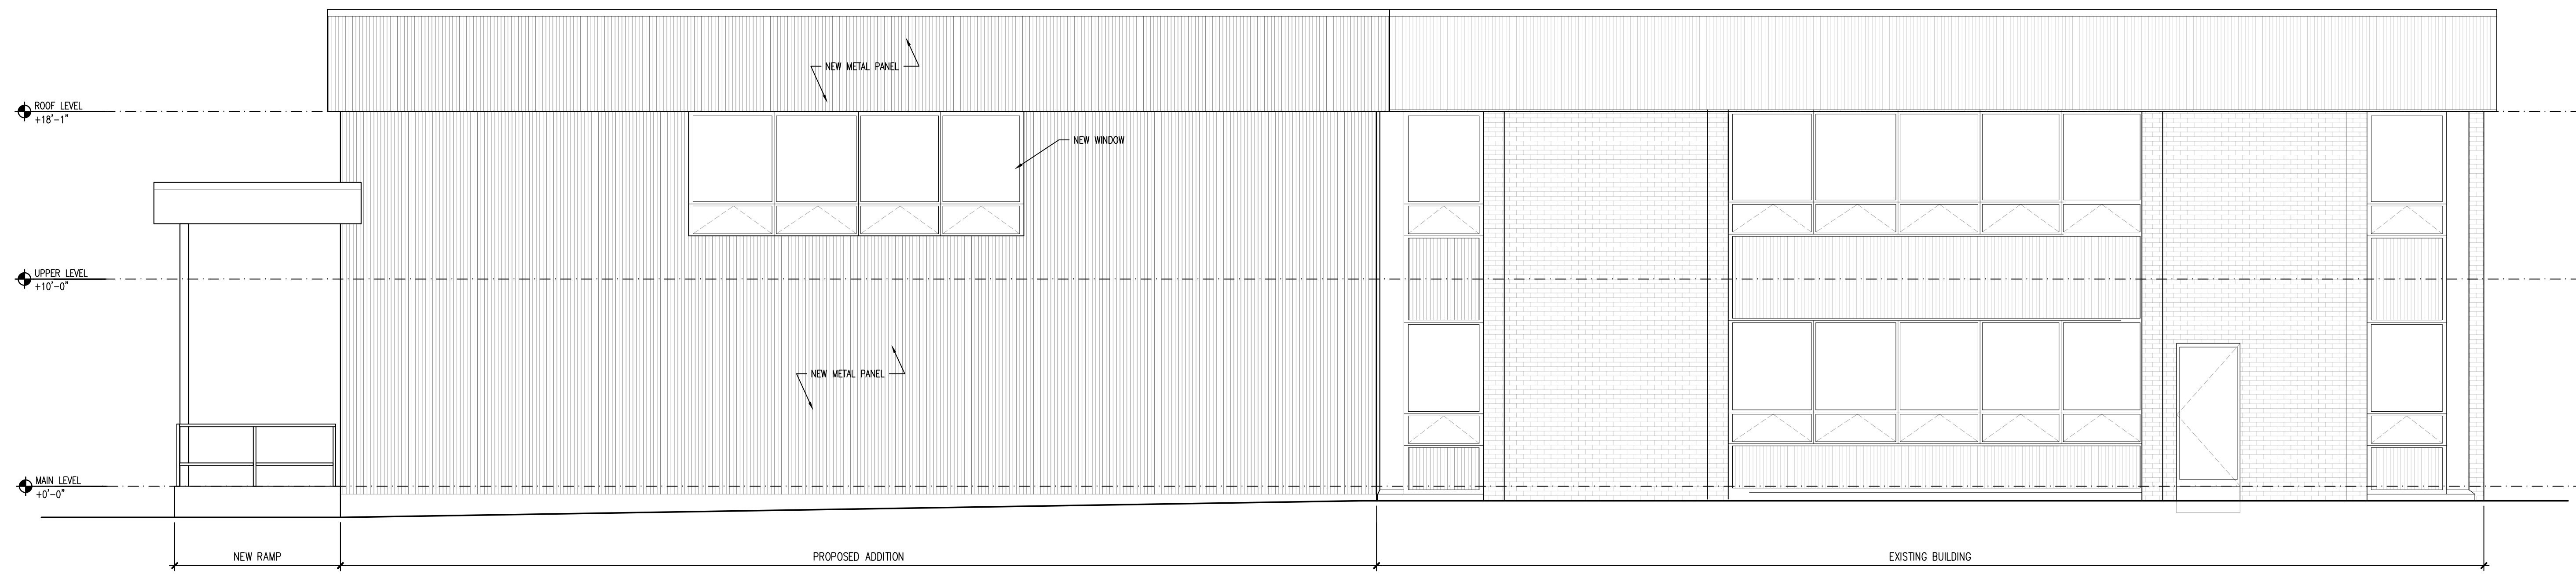 NEW METAL PANEL
ROOF LEVEL
+18'-1"
NEW WINDOW
UPPER LEVEL
+10'-0"
NEW METAL PANEL
MAIN LEVEL
+0'-0"
NEW RAMP
PROPOSED ADDITION
EXISTING BUILDING